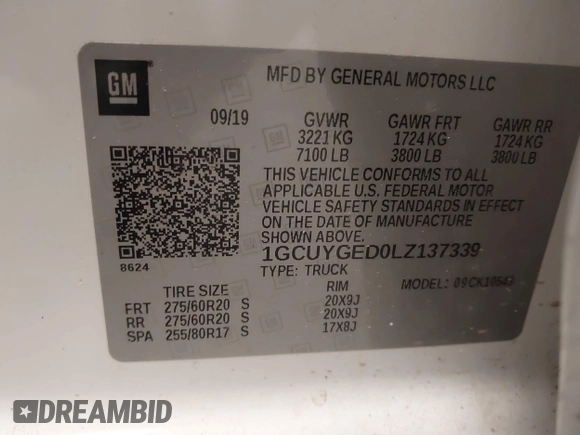 GM
MFD BY GENERAL MOTORS LLC
09/19 GVWR GAWR FRT GAWR RR
3221 KG 1724 KG 1724 KG
7100 LB 3800 LB 3800 LB
THIS VEHICLE CONFORMS TO ALL
APPLICABLE U.S. FEDERAL MOTOR
VEHICLE SAFETY STANDARDS IN EFFECT
ON THE DATE OF MANUFACTURE
SHOWN ABOVE.
8624
1GCUYGED0LZ137339
TYPE: TRUCK MODEL:
TIRE SIZE RIM
FRT 275/60R20 S 20X9J
RR 275/60R20 S 20X9J
SPA 255/80R17 S 17X8J
DREAMBID